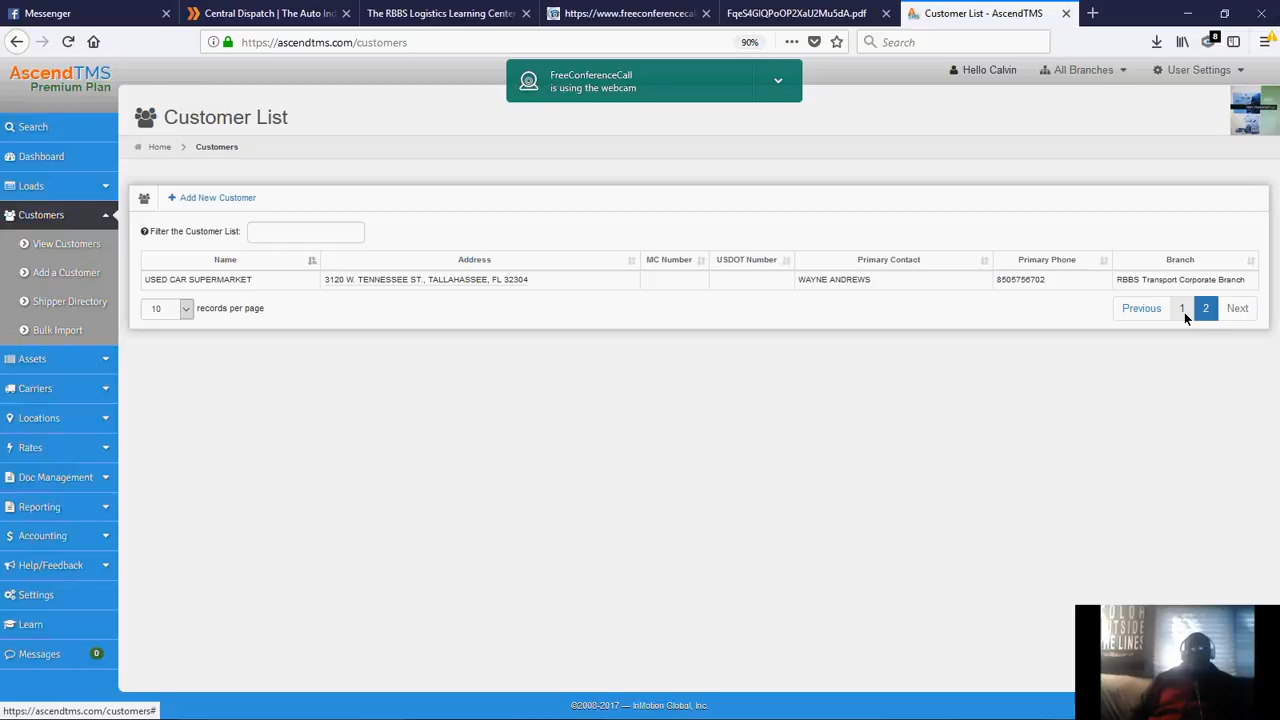 Messenger
Central Dispatch | The Auto Ind
The RBBS Logistics Learning Center
https://www.freeconferenceca
FqeS4GlQPoOP2XaU2Mu5dA.pdf
Customer List - AscendTMS
https://ascendtms.com/customers
90%
Search
8
AscendTMS
Premium Plan
FreeConferenceCall
is using the webcam
Hello Calvin
All Branches
User Settings
Customer List
Home
Customers
Search
Dashboard
Loads
Customers
View Customers
Add a Customer
Shipper Directory
Bulk Import
Assets
Carriers
Locations
Rates
Doc Management
Reporting
Accounting
Help/Feedback
Settings
Learn
Messages 0
Add New Customer
Filter the Customer List:
Name Address MC Number USDOT Number Primary Contact Primary Phone Branch
USED CAR SUPERMARKET 3120 W. TENNESSEE ST., TALLAHASSEE, FL 32304 WAYNE ANDREWS 8505756702 RBBS Transport Corporate Branch
10 records per page
Previous 1 2 Next
OUTSIDE
THE LINES
https://ascendtms.com/customers#
©2008-2017 — InMotion Global, Inc.